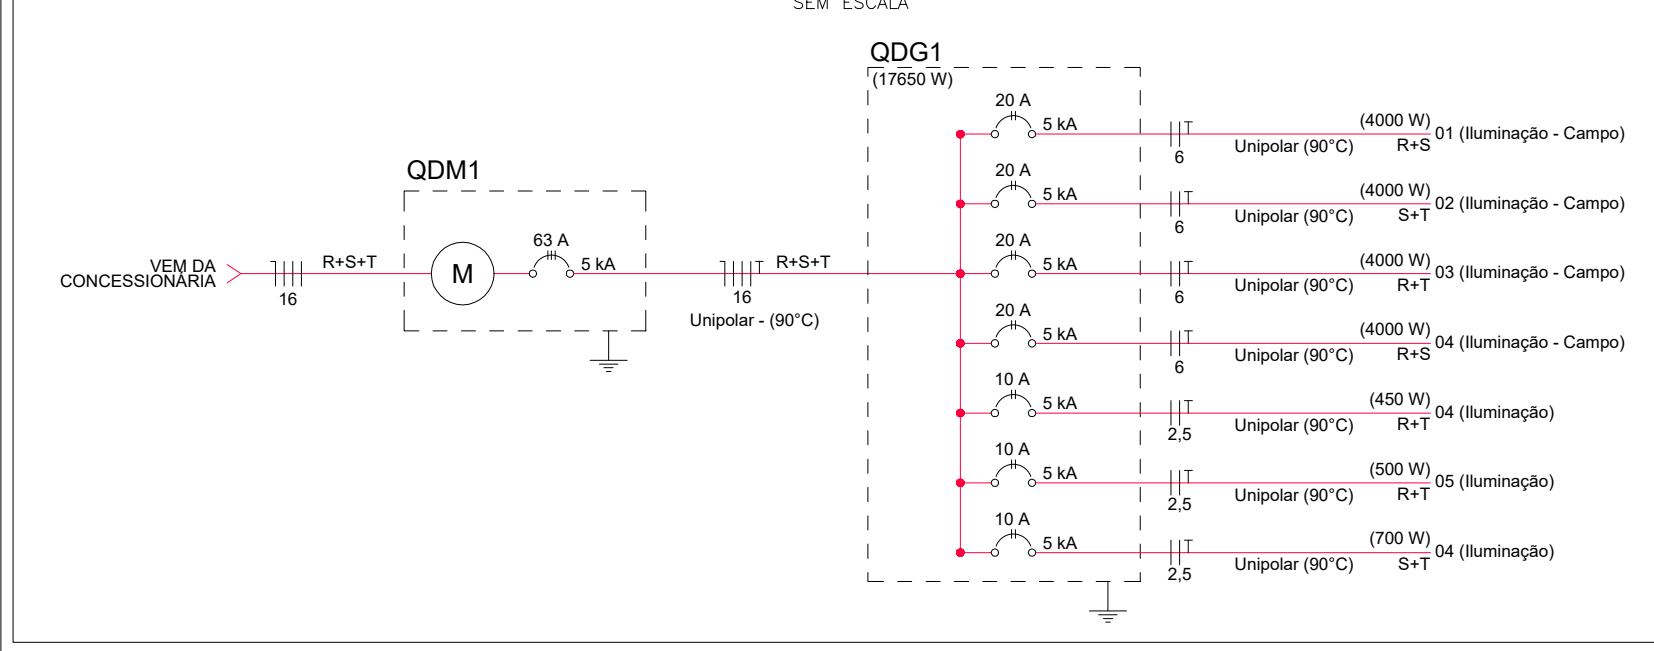 SEM ESCALA
QDG1
(17650 W)
20 A
5 kA
6
Unipolar (90°C)
(4000 W)
R+S
01 (Iluminação - Campo)
20 A
5 kA
6
Unipolar (90°C)
(4000 W)
S+T
02 (Iluminação - Campo)
QDM1
VEM DA
CONCESSIONÁRIA
16
R+S+T
M
63 A
5 kA
16
R+S+T
Unipolar - (90°C)
20 A
5 kA
6
Unipolar (90°C)
(4000 W)
R+T
03 (Iluminação - Campo)
20 A
5 kA
6
Unipolar (90°C)
(4000 W)
R+S
04 (Iluminação - Campo)
10 A
5 kA
2,5
Unipolar (90°C)
(450 W)
R+T
04 (Iluminação)
10 A
5 kA
2,5
Unipolar (90°C)
(500 W)
R+T
05 (Iluminação)
10 A
5 kA
2,5
Unipolar (90°C)
(700 W)
S+T
04 (Iluminação)